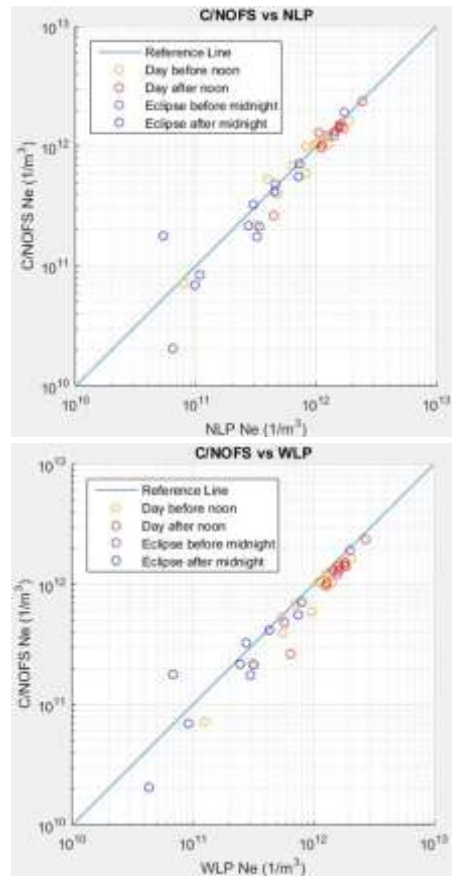 C/NOFS vs NLP
10^13
Reference Line
Day before noon
Day after noon
Eclipse before midnight
Eclipse after midnight
10^12
C/NOFS Ne (1/m^3)
10^11
10^10
10^10 10^11 10^12 10^13
NLP Ne (1/m^3)
C/NOFS vs WLP
10^13
Reference Line
Day before noon
Day after noon
Eclipse before midnight
Eclipse after midnight
10^12
C/NOFS Ne (1/m^3)
10^11
10^10
10^10 10^11 10^12 10^13
WLP Ne (1/m^3)